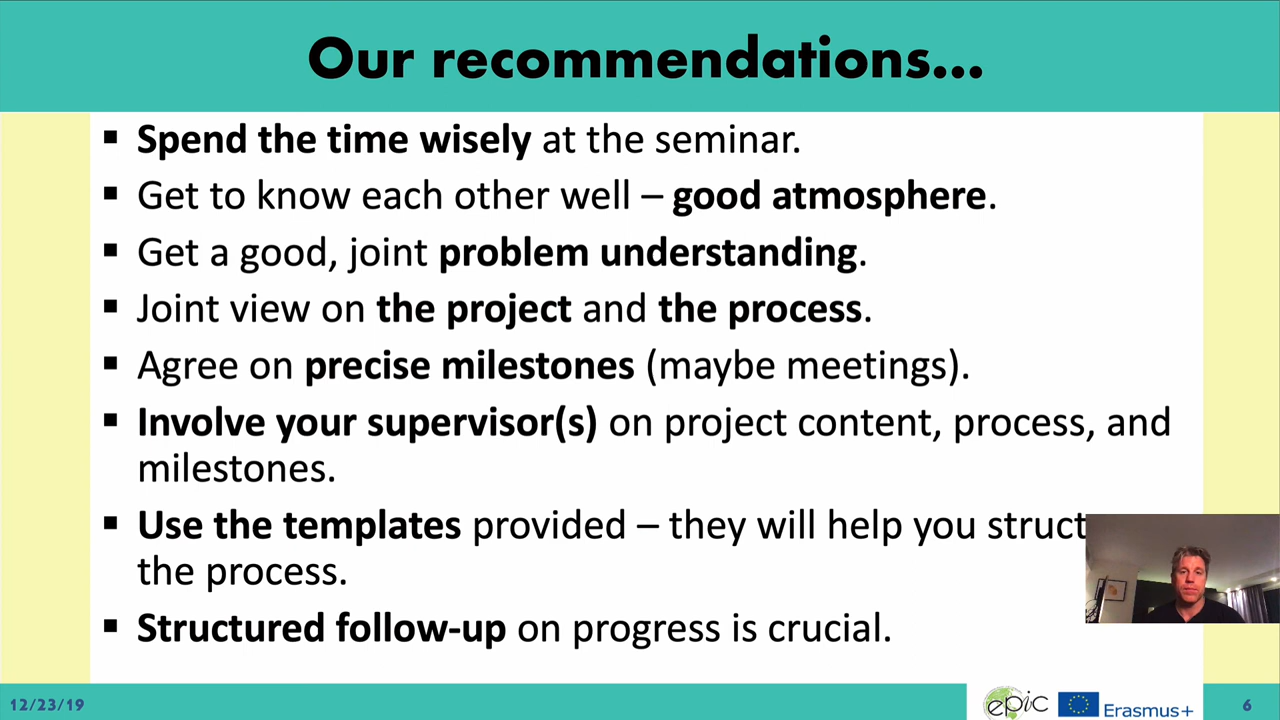 Our recommendations...
▪ Spend the time wisely at the seminar.
▪ Get to know each other well – good atmosphere.
▪ Get a good, joint problem understanding.
▪ Joint view on the project and the process.
▪ Agree on precise milestones (maybe meetings).
▪ Involve your supervisor(s) on project content, process, and
milestones.
▪ Use the templates provided – they will help you struct
the process.
▪ Structured follow-up on progress is crucial.
12/23/19
epic
Erasmus+
6